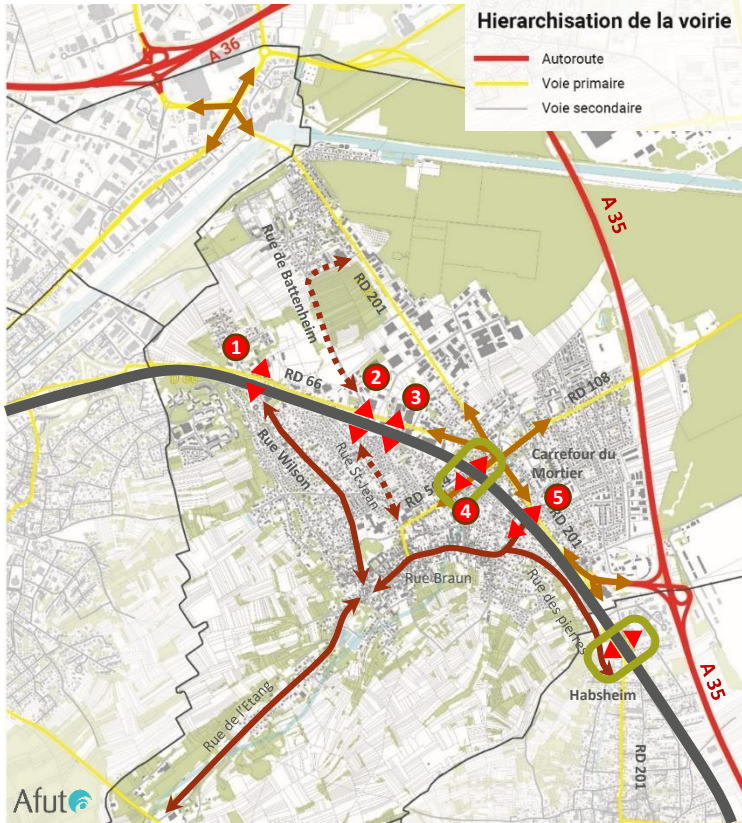 Hierarchisation de la voirie
Autoroute
Voie primaire
Voie secondaire
A 36
A 35
Rue de Battenheim
RD 201
1
RD 66
2
3
RD 108
Rue Wilson
Rue St-Jean
Carrefour du
Mortier
4
5
RD 201
Rue Braun
Rue des pierres
Habsheim
A 35
Rue de l'Etang
RD 201
Afut